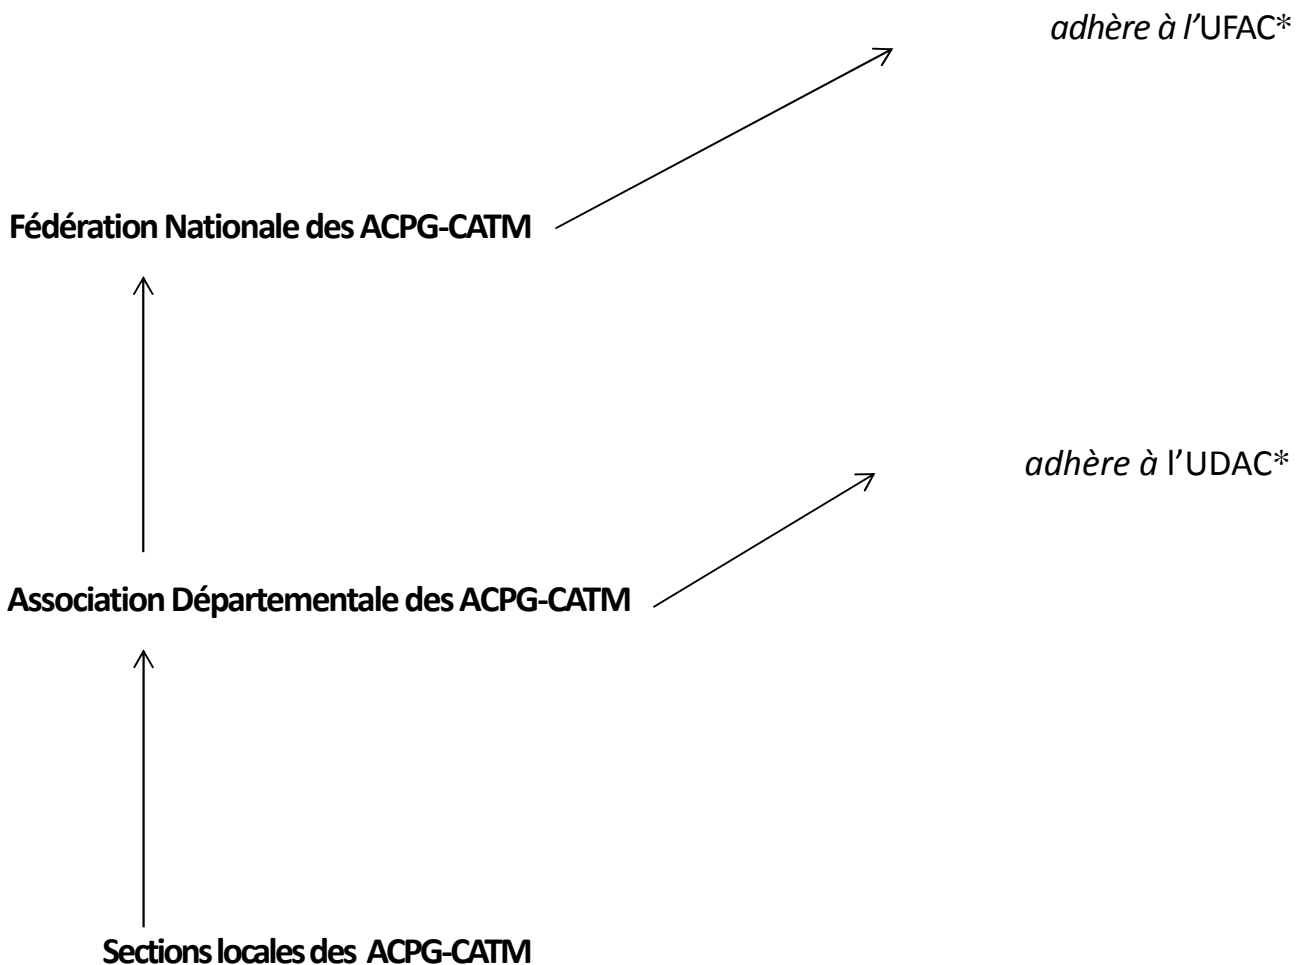 adhère à l’UFAC*
Fédération Nationale des ACPG-CATM
adhère à l’UDAC*
Association Départementale des ACPG-CATM
Sections locales des ACPG-CATM